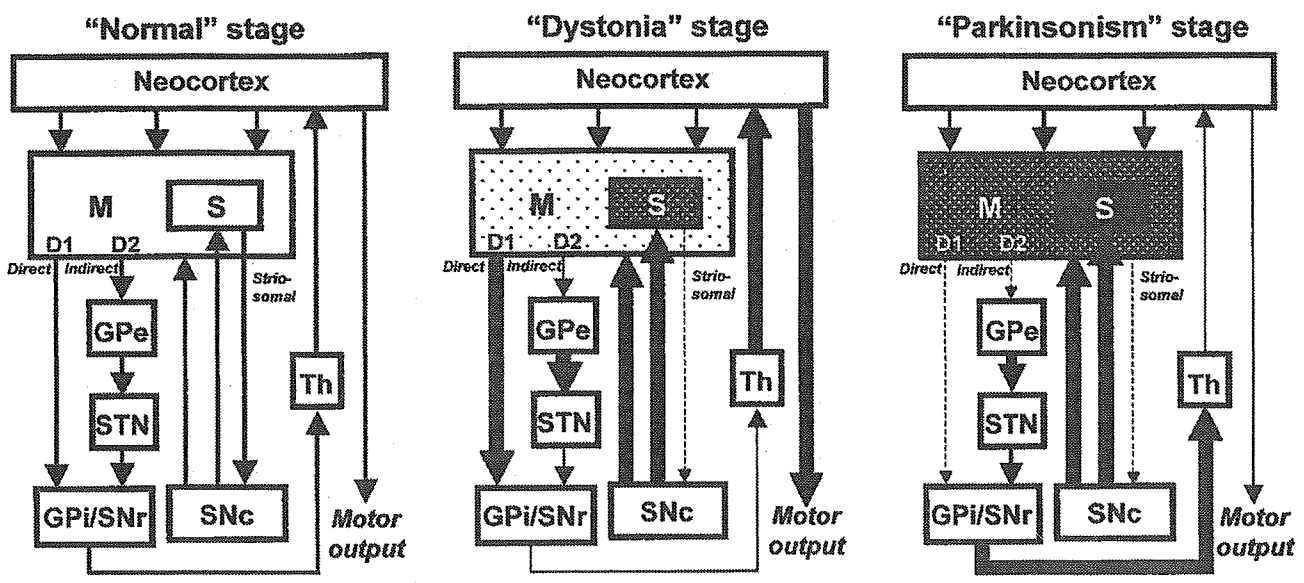 “Normal” stage
Neocortex
M
S
D1
D2
Direct
Indirect
Strio-
somal
GPe
Th
STN
GPi/SNr
SNc
Motor
output
“Dystonia” stage
Neocortex
M
S
D1
D2
Direct
Indirect
Strio-
somal
GPe
Th
STN
GPi/SNr
SNc
Motor
output
“Parkinsonism” stage
Neocortex
M
S
D1
D2
Direct
Indirect
Strio-
somal
GPe
Th
STN
GPi/SNr
SNc
Motor
output